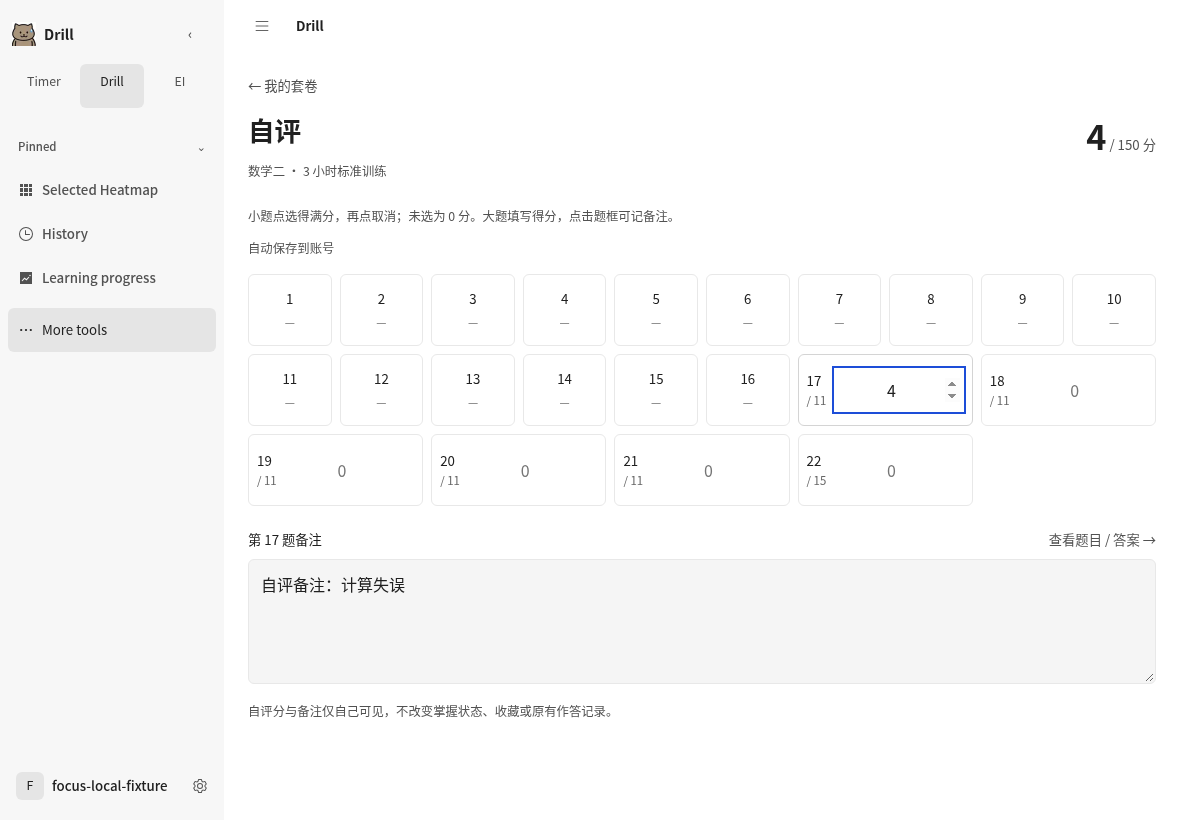 Drill
Timer
Drill
EI
Pinned
Selected Heatmap
History
Learning progress
More tools
F
focus-local-fixture
Drill
← 我的套卷
自评
4 / 150 分
数学二 · 3 小时标准训练
小题点选得满分，再点取消；未选为 0 分。大题填写得分，点击题框可记备注。
自动保存到账号
1 2 3 4 5 6 7 8 9 10
— — — — — — — — — —
11 12 13 14 15 16
— — — — — —
17 / 11 4
18 / 11 0
19 / 11 0
20 / 11 0
21 / 11 0
22 / 15 0
第 17 题备注
查看题目 / 答案 →
自评备注：计算失误
自评分与备注仅自己可见，不改变掌握状态、收藏或原有作答记录。